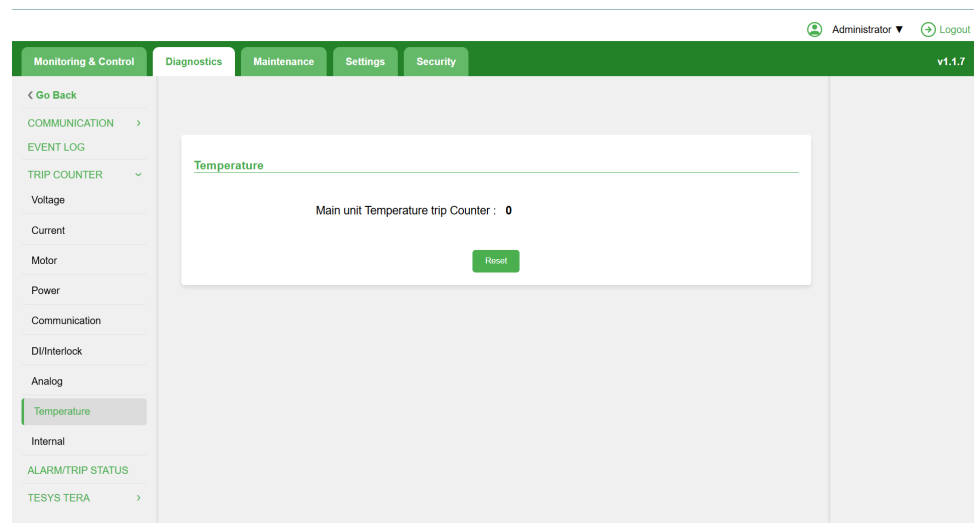 Administrator ▼ Logout
Monitoring & Control Diagnostics Maintenance Settings Security v1.1.7
Go Back
COMMUNICATION
EVENT LOG
TRIP COUNTER
Voltage
Current
Motor
Power
Communication
DI/Interlock
Analog
Temperature
Internal
ALARM/TRIP STATUS
TESYS TERA
Temperature
Main unit Temperature trip Counter : 0
Reset